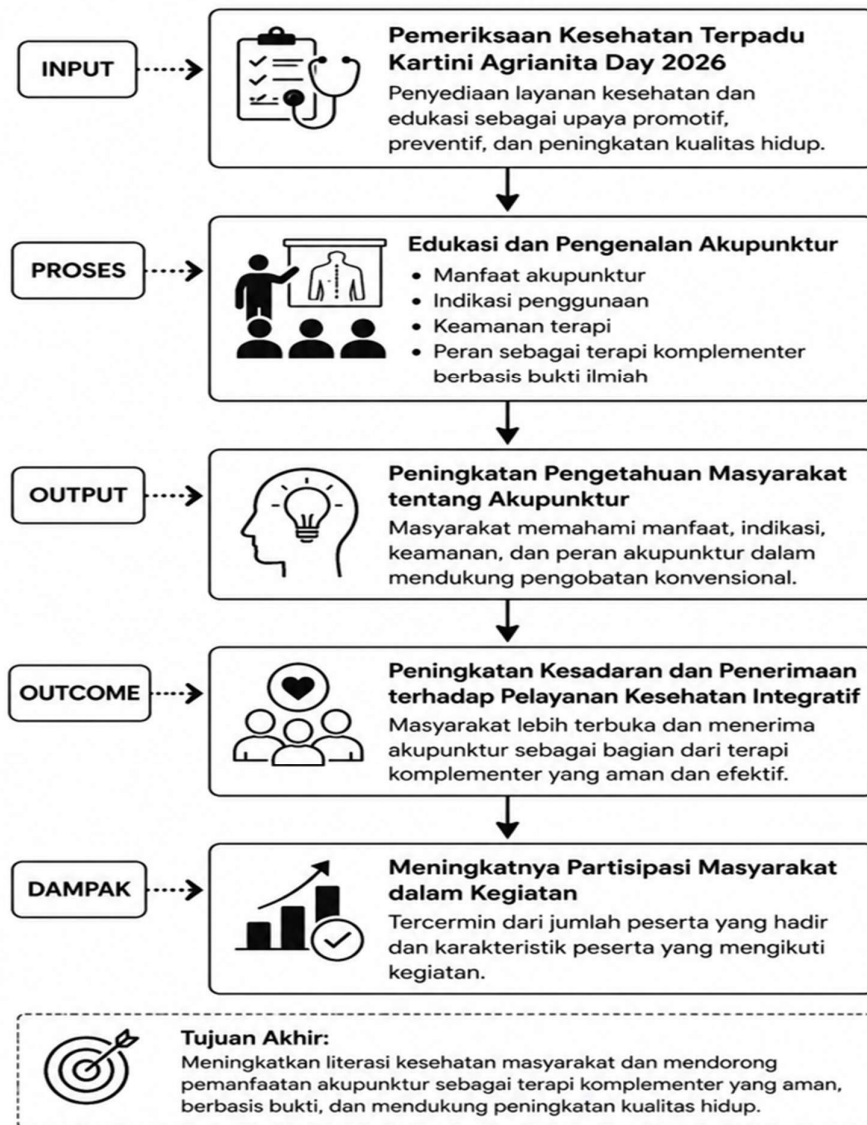 INPUT
Pemeriksaan Kesehatan Terpadu
Kartini Agrianita Day 2026
Penyediaan layanan kesehatan dan
edukasi sebagai upaya promotif,
preventif, dan peningkatan kualitas hidup.
PROSES
Edukasi dan Pengenalan Akupunktur
• Manfaat akupunktur
• Indikasi penggunaan
• Keamanan terapi
• Peran sebagai terapi komplementer
berbasis bukti ilmiah
OUTPUT
Peningkatan Pengetahuan Masyarakat
tentang Akupunktur
Masyarakat memahami manfaat, indikasi,
keamanan, dan peran akupunktur dalam
mendukung pengobatan konvensional.
OUTCOME
Peningkatan Kesadaran dan Penerimaan
terhadap Pelayanan Kesehatan Integratif
Masyarakat lebih terbuka dan menerima
akupunktur sebagai bagian dari terapi
komplementer yang aman dan efektif.
DAMPAK
Meningkatnya Partisipasi Masyarakat
dalam Kegiatan
Tercermin dari jumlah peserta yang hadir
dan karakteristik peserta yang mengikuti
kegiatan.
Tujuan Akhir:
Meningkatkan literasi kesehatan masyarakat dan mendorong
pemanfaatan akupunktur sebagai terapi komplementer yang aman,
berbasis bukti, dan mendukung peningkatan kualitas hidup.